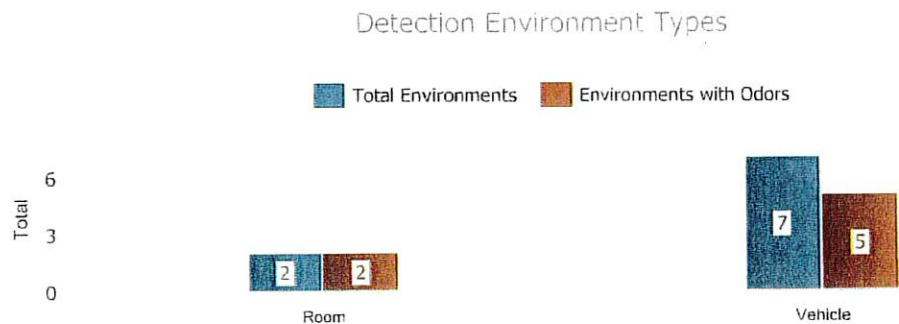 Detection Environment Types
Total Environments Environments with Odors
6
3
0
Total
2 2 7 5
Room Vehicle